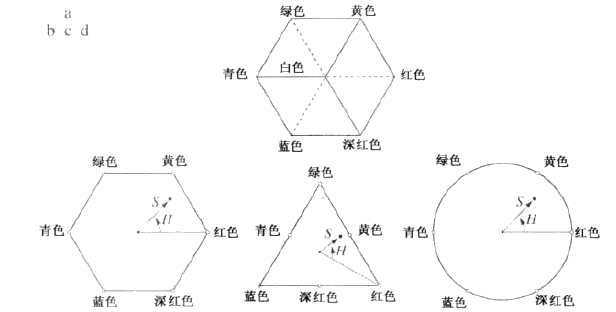 a
b c d
绿色 黄色
青色 白色 红色
蓝色 深红色
绿色 黄色
S H
青色 红色
蓝色 深红色
绿色
青色 S 黄色
H
蓝色 深红色 红色
绿色 黄色
S H
青色 红色
蓝色 深红色